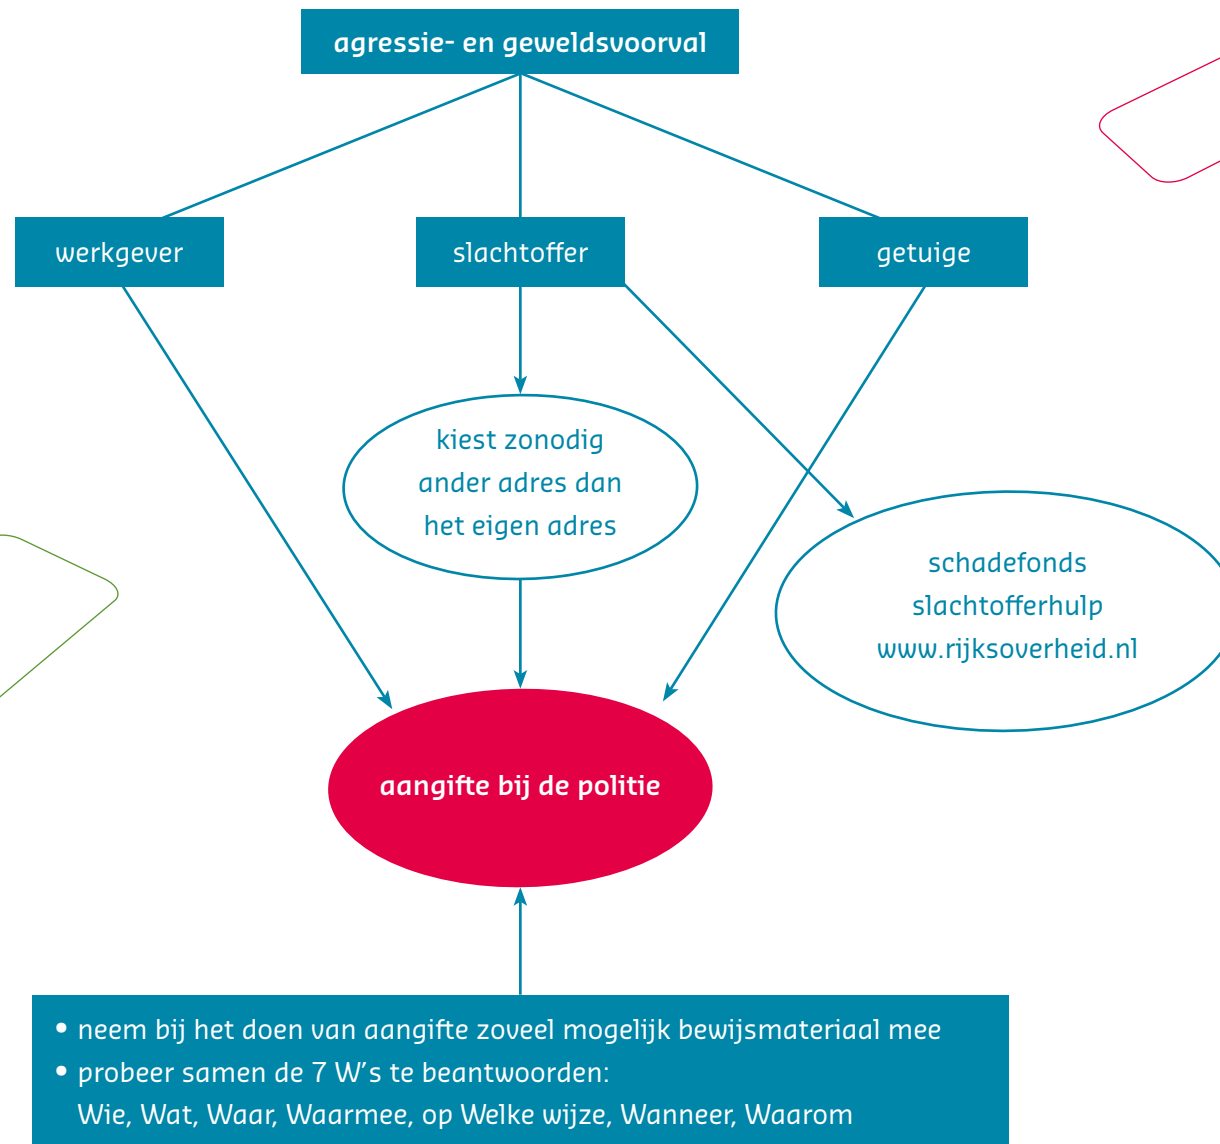 agressie- en geweldsvoorval
werkgever
slachtoffer
getuige
kiest zonodig
ander adres dan
het eigen adres
schadefonds
slachtofferhulp
www.rijksoverheid.nl
aangifte bij de politie
• neem bij het doen van aangifte zoveel mogelijk bewijsmateriaal mee
• probeer samen de 7 W's te beantwoorden:
Wie, Wat, Waar, Waarmee, op Welke wijze, Wanneer, Waarom